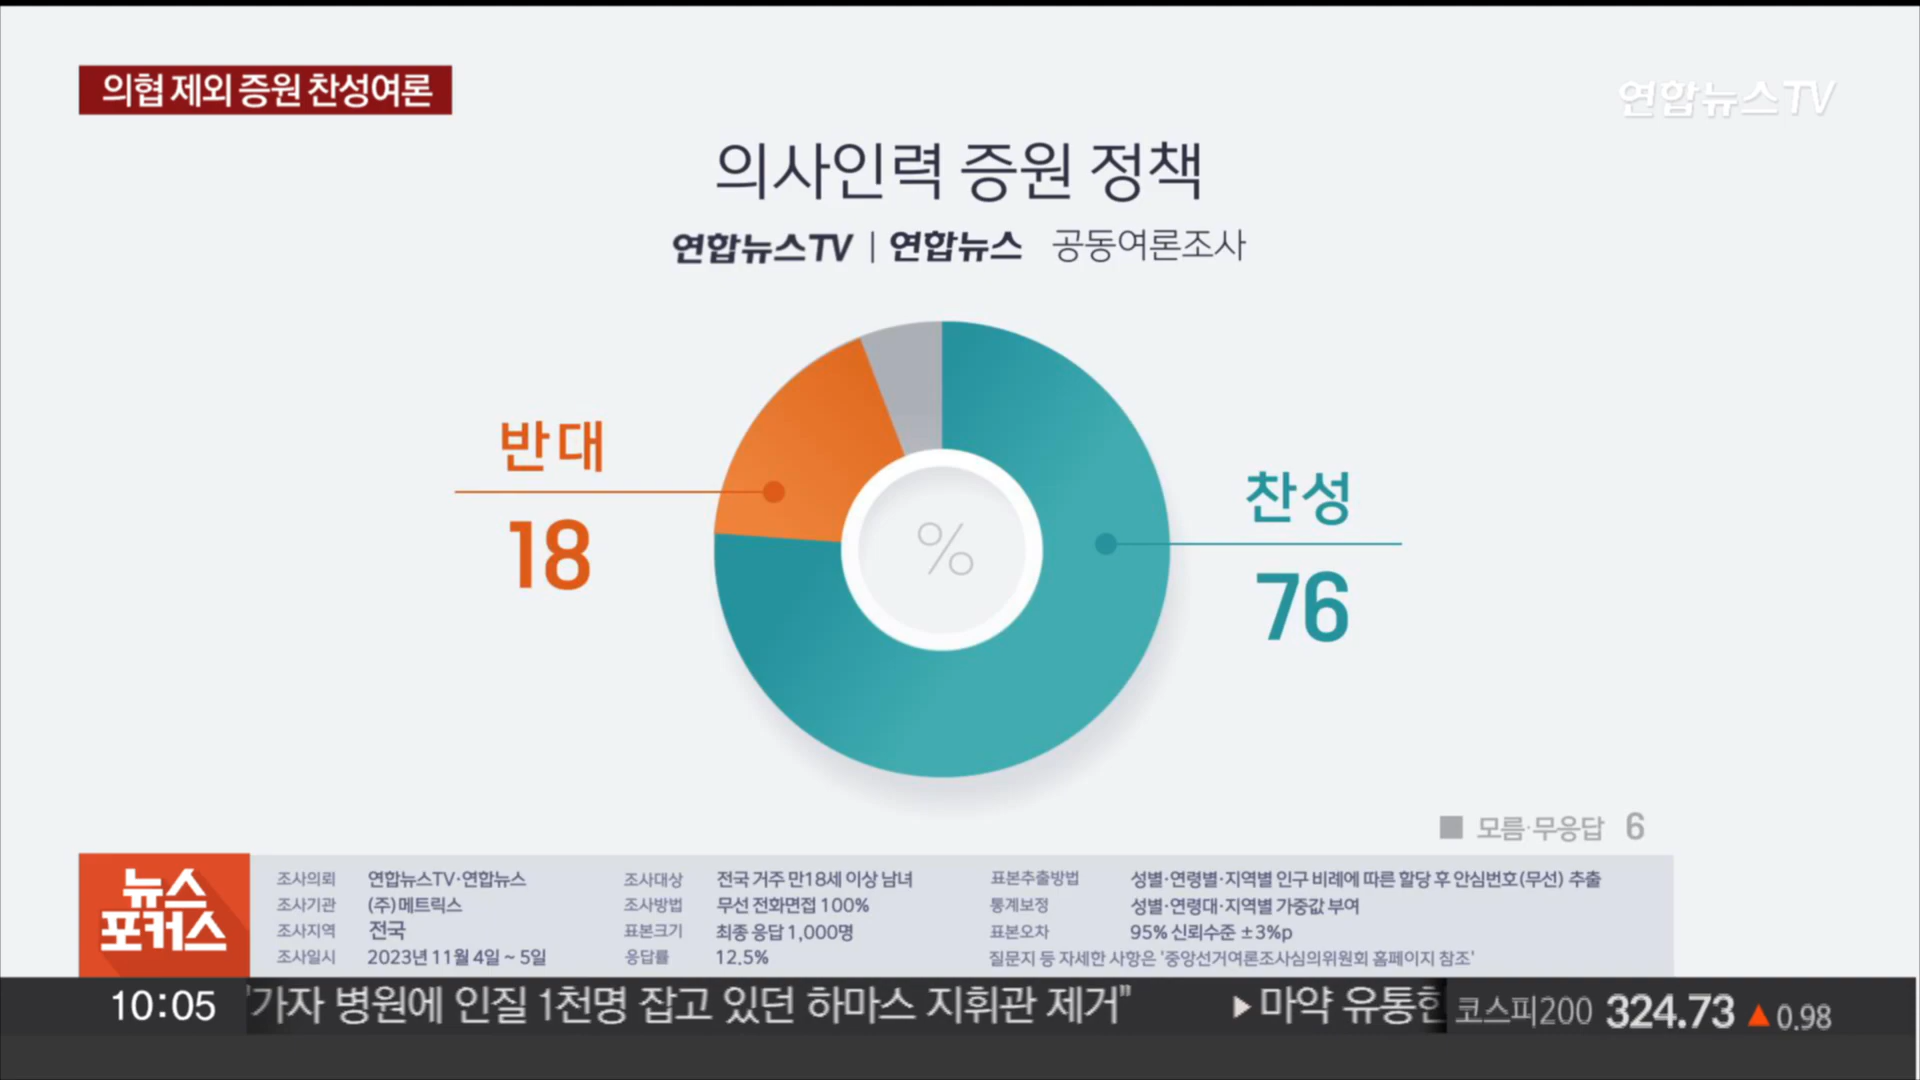 의협 제외 증원 찬성여론
연합뉴스TV
의사인력 증원 정책
연합뉴스TV | 연합뉴스 공동여론조사
반대
18
%
찬성
76
모름·무응답 6
뉴스
포커스
조사의뢰 연합뉴스TV·연합뉴스
조사기관 (주)메트릭스
조사지역 전국
조사일시 2023년 11월 4일 ~ 5일
조사대상 전국 거주 만18세 이상 남녀
조사방법 무선 전화면접 100%
표본크기 최종 응답 1,000명
응답률 12.5%
표본추출방법 성별·연령별·지역별 인구 비례에 따른 할당 후 안심번호(무선) 추출
통계보정 성별·연령대·지역별 가중값 부여
표본오차 95% 신뢰수준 ±3%p
질문지 등 자세한 사항은 '중앙선거여론조사심의위원회 홈페이지 참조'
10:05 "가자 병원에 인질 1천명 잡고 있던 하마스 지휘관 제거" ▶마약 유통한 코스피200 324.73 ▲0.98